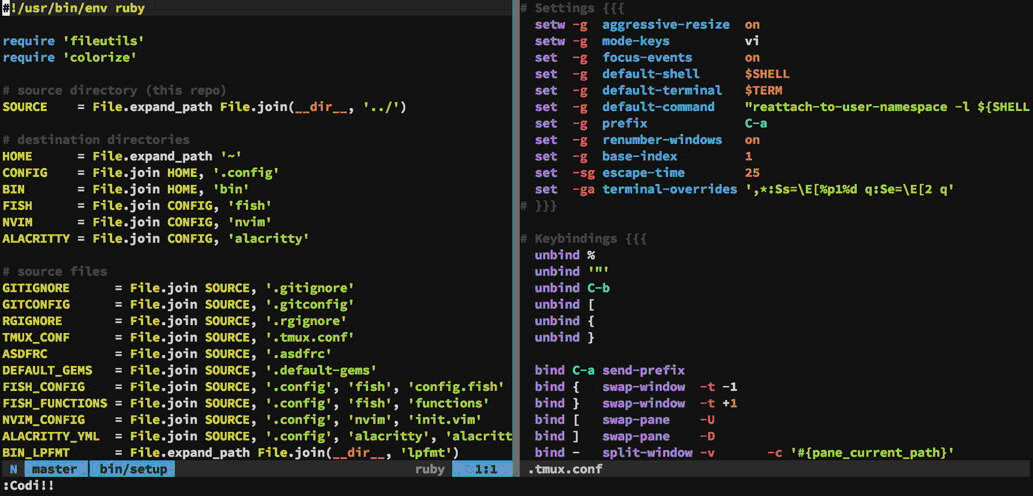 #!/usr/bin/env ruby
require 'fileutils'
require 'colorize'
# source directory (this repo)
SOURCE    = File.expand_path File.join(__dir__, '../')
# destination directories
HOME      = File.expand_path '~'
CONFIG    = File.join HOME, '.config'
BIN       = File.join HOME, 'bin'
FISH      = File.join CONFIG, 'fish'
NVIM      = File.join CONFIG, 'nvim'
ALACRITTY = File.join CONFIG, 'alacritty'
# source files
GITIGNORE      = File.join SOURCE, '.gitignore'
GITCONFIG      = File.join SOURCE, '.gitconfig'
RGIGNORE       = File.join SOURCE, '.rgignore'
TMUX_CONF      = File.join SOURCE, '.tmux.conf'
ASDFRC         = File.join SOURCE, '.asdfrc'
DEFAULT_GEMS   = File.join SOURCE, '.default-gems'
FISH_CONFIG    = File.join SOURCE, '.config', 'fish', 'config.fish'
FISH_FUNCTIONS = File.join SOURCE, '.config', 'fish', 'functions'
NVIM_CONFIG    = File.join SOURCE, '.config', 'nvim', 'init.vim'
ALACRITTY_YML  = File.join SOURCE, '.config', 'alacritty', 'alacritt
BIN_LPFMT      = File.expand_path File.join(__dir__, 'lpfmt')
N master bin/setup ruby 1:1
:Codi!!
# Settings {{{
setw -g  aggressive-resize  on
setw -g  mode-keys          vi
set  -g  focus-events       on
set  -g  default-shell      $SHELL
set  -g  default-terminal   $TERM
set  -g  default-command    "reattach-to-user-namespace -l ${SHELL
set  -g  prefix             C-a
set  -g  renumber-windows   on
set  -g  base-index         1
set  -sg escape-time        25
set  -ga terminal-overrides ',*:Ss=\E[%p1%d q:Se=\E[2 q'
# }}}
# Keybindings {{{
unbind %
unbind '"'
unbind C-b
unbind [
unbind {
unbind }
bind C-a send-prefix
bind {   swap-window  -t -1
bind }   swap-window  -t +1
bind [   swap-pane    -U
bind ]   swap-pane    -D
bind -   split-window -v       -c '#{pane_current_path}'
.tmux.conf